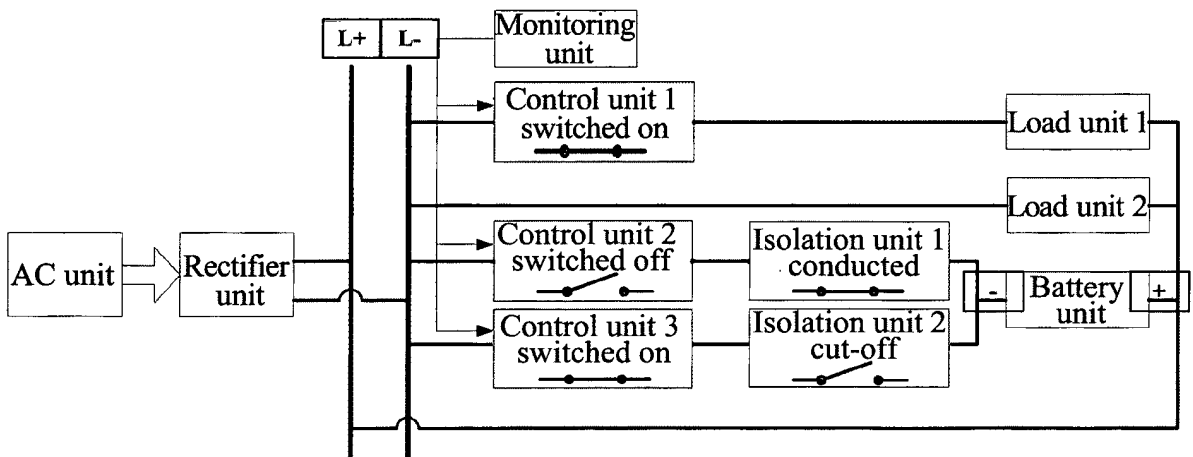 L+ L-
Monitoring
unit
Control unit 1
switched on
Load unit 1
Load unit 2
AC unit
Rectifier
unit
Control unit 2
switched off
Isolation unit 1
conducted
-
Battery
unit
+
Control unit 3
switched on
Isolation unit 2
cut-off